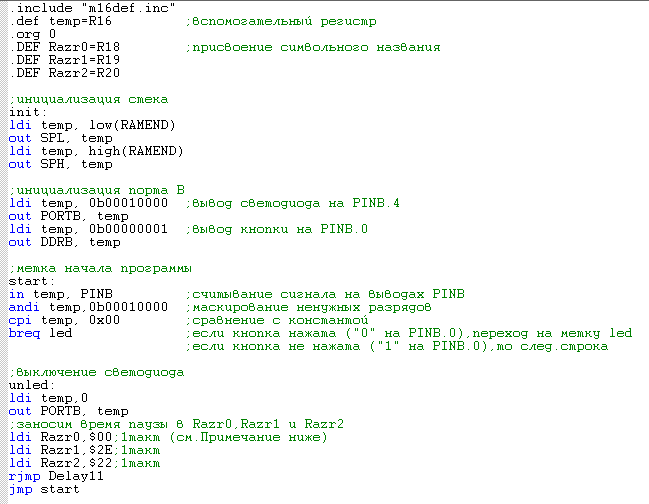 .include "m16def.inc"
.def temp=R16 ;вспомогательный регистр
.org 0
.DEF Razr0=R18 ;присвоение символьного названия
.DEF Razr1=R19
.DEF Razr2=R20
;инициализация стека
init:
ldi temp, low(RAMEND)
out SPL, temp
ldi temp, high(RAMEND)
out SPH, temp
;инициализация порта B
ldi temp, 0b00010000 ;вывод светодиода на PINB.4
out PORTB, temp
ldi temp, 0b00000001 ;вывод кнопки на PINB.0
out DDRB, temp
;метка начала программы
start:
in temp, PINB ;считывание сигнала на выводах PINB
andi temp,0b00010000 ;маскирование ненужных разрядов
cpi temp, 0x00 ;сравнение с константой
breq led ;если кнопка нажата ("0" на PINB.0),переход на метку led
;если кнопка не нажата ("1" на PINB.0),то след.строка
;выключение светодиода
unled:
ldi temp,0
out PORTB, temp
;заносим время паузы в Razr0,Razr1 и Razr2
ldi Razr0,$00;1такт (см.Примечание ниже)
ldi Razr1,$2E;1такт
ldi Razr2,$22;1такт
rjmp Delay11
jmp start